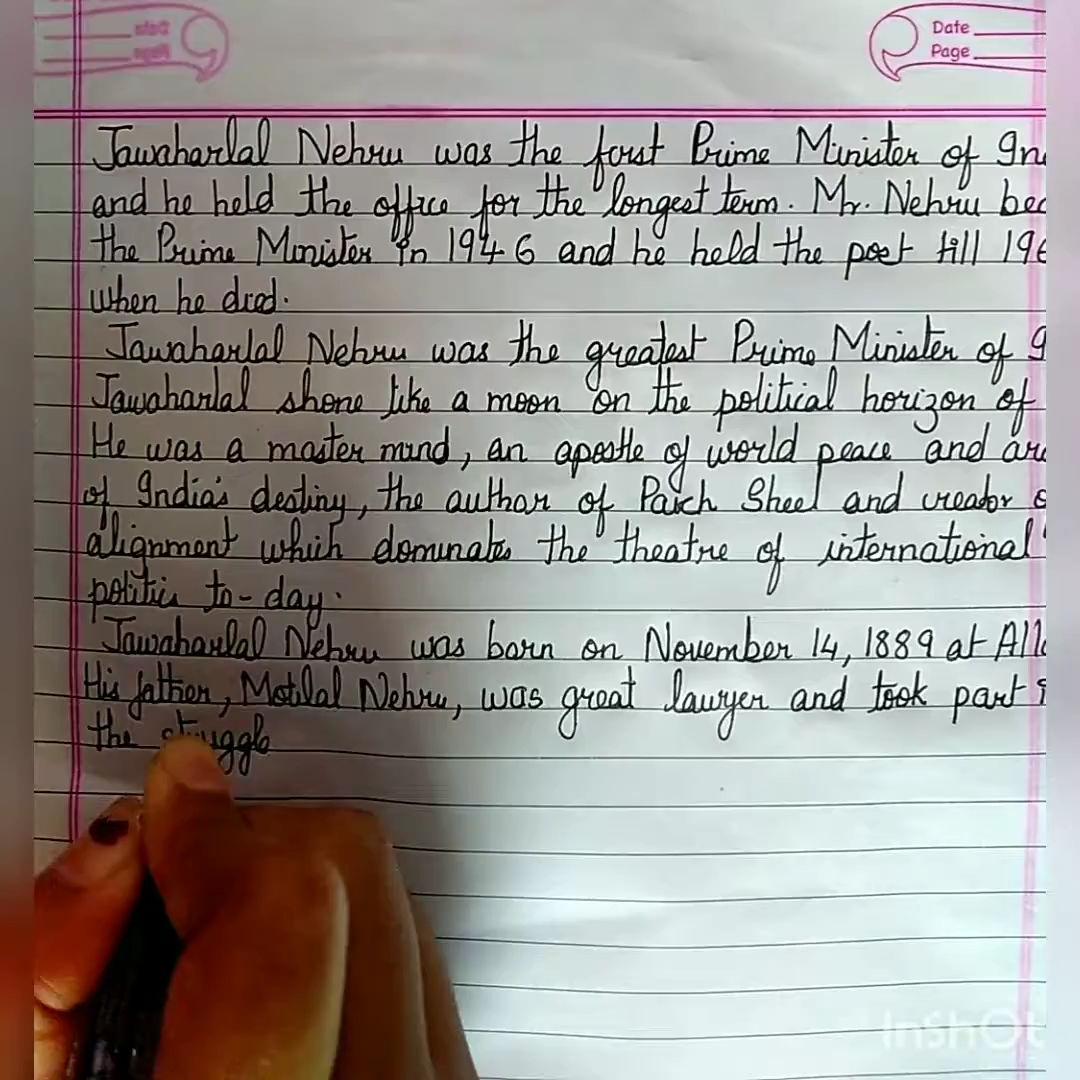 Date
Page
Jawaharlal Nehru was the first Prime Minister of In
and he held the office for the longest term. Mr. Nehru bec
the Prime Minister in 1946 and he held the post till 196
when he died.
Jawaharlal Nehru was the greatest Prime Minister of
Jawaharlal shone like a moon on the political horizon of
He was a master mind, an apostle of world peace and
of India's destiny, the author of Panch Sheel and creator
alignment which dominates the theatre of international
politics to-day.
Jawaharlal Nehru was born on November 14, 1889 at All
His father, Motilal Nehru, was great lawyer and took part
the struggle
InShOt